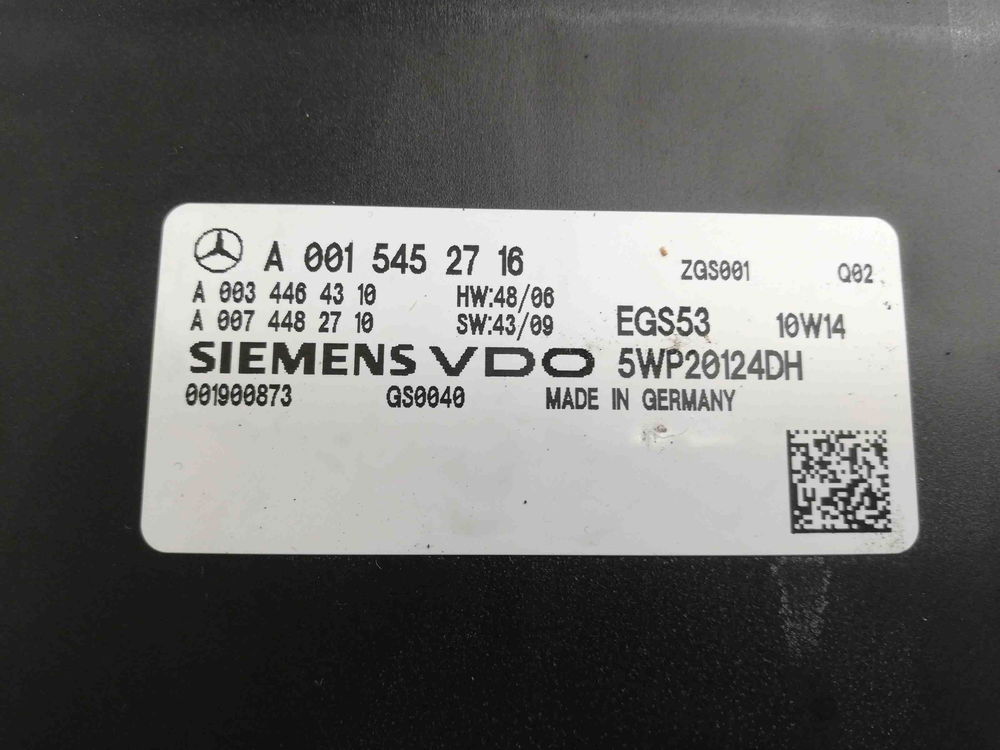 A 001 545 27 16 ZGS001 Q02
A 003 446 43 10 HW:48/06
A 007 448 27 10 SW:43/09 EGS53 10W14
SIEMENS VDO 5WP20124DH
001900873 GS0040 MADE IN GERMANY